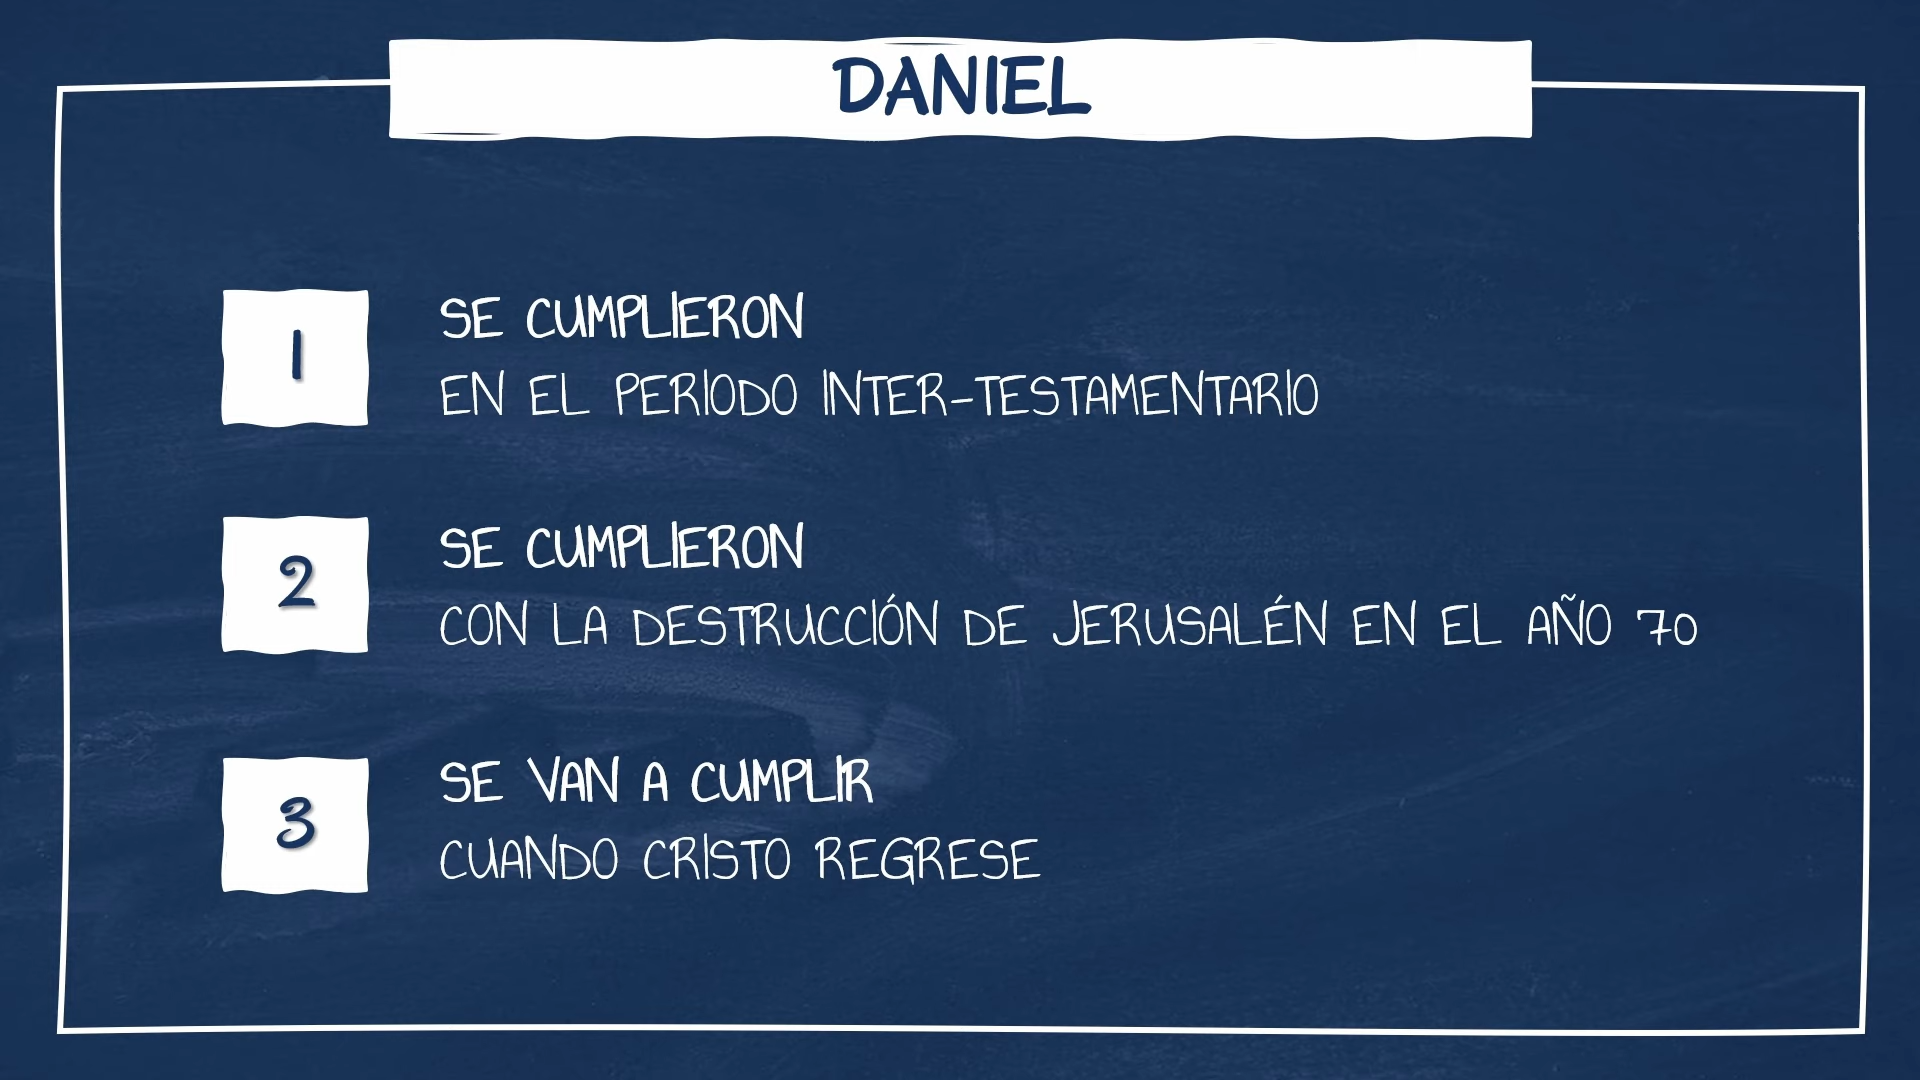 DANIEL
1
SE CUMPLIERON
EN EL PERIODO INTER-TESTAMENTARIO
2
SE CUMPLIERON
CON LA DESTRUCCIÓN DE JERUSALÉN EN EL AÑO 70
3
SE VAN A CUMPLIR
CUANDO CRISTO REGRESE